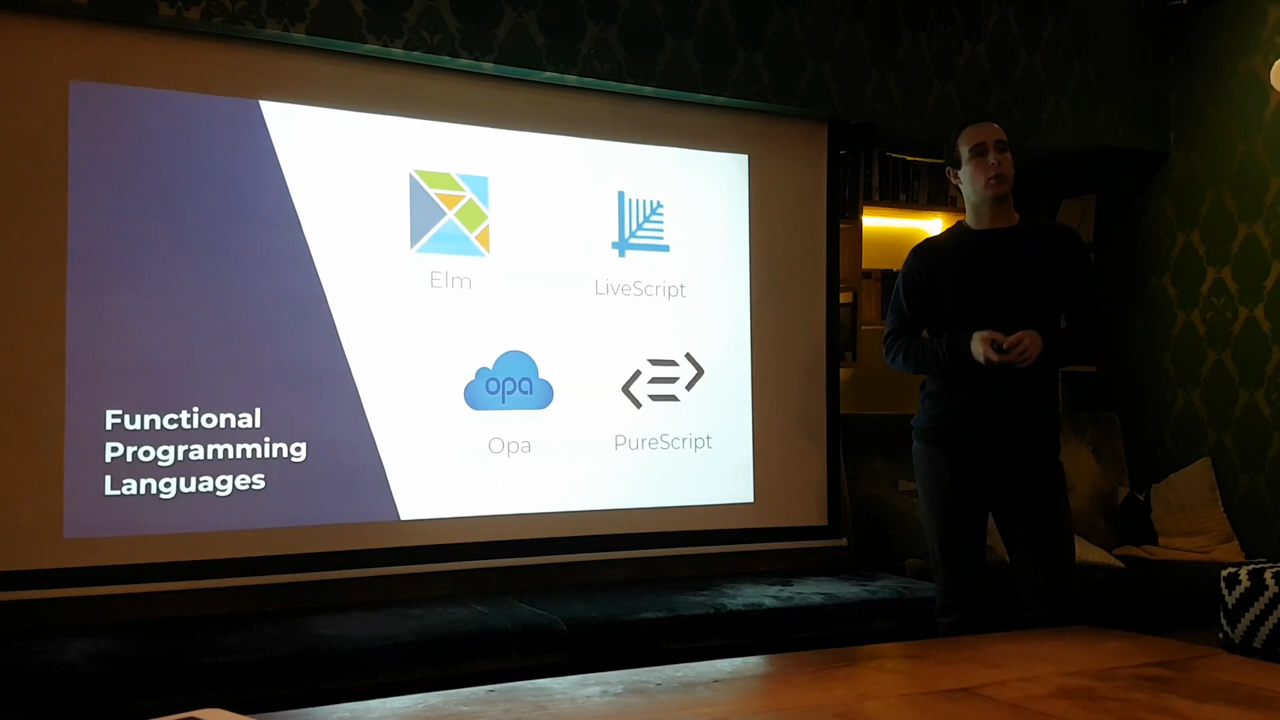 Functional
Programming
Languages
Elm
LiveScript
opa
Opa
PureScript